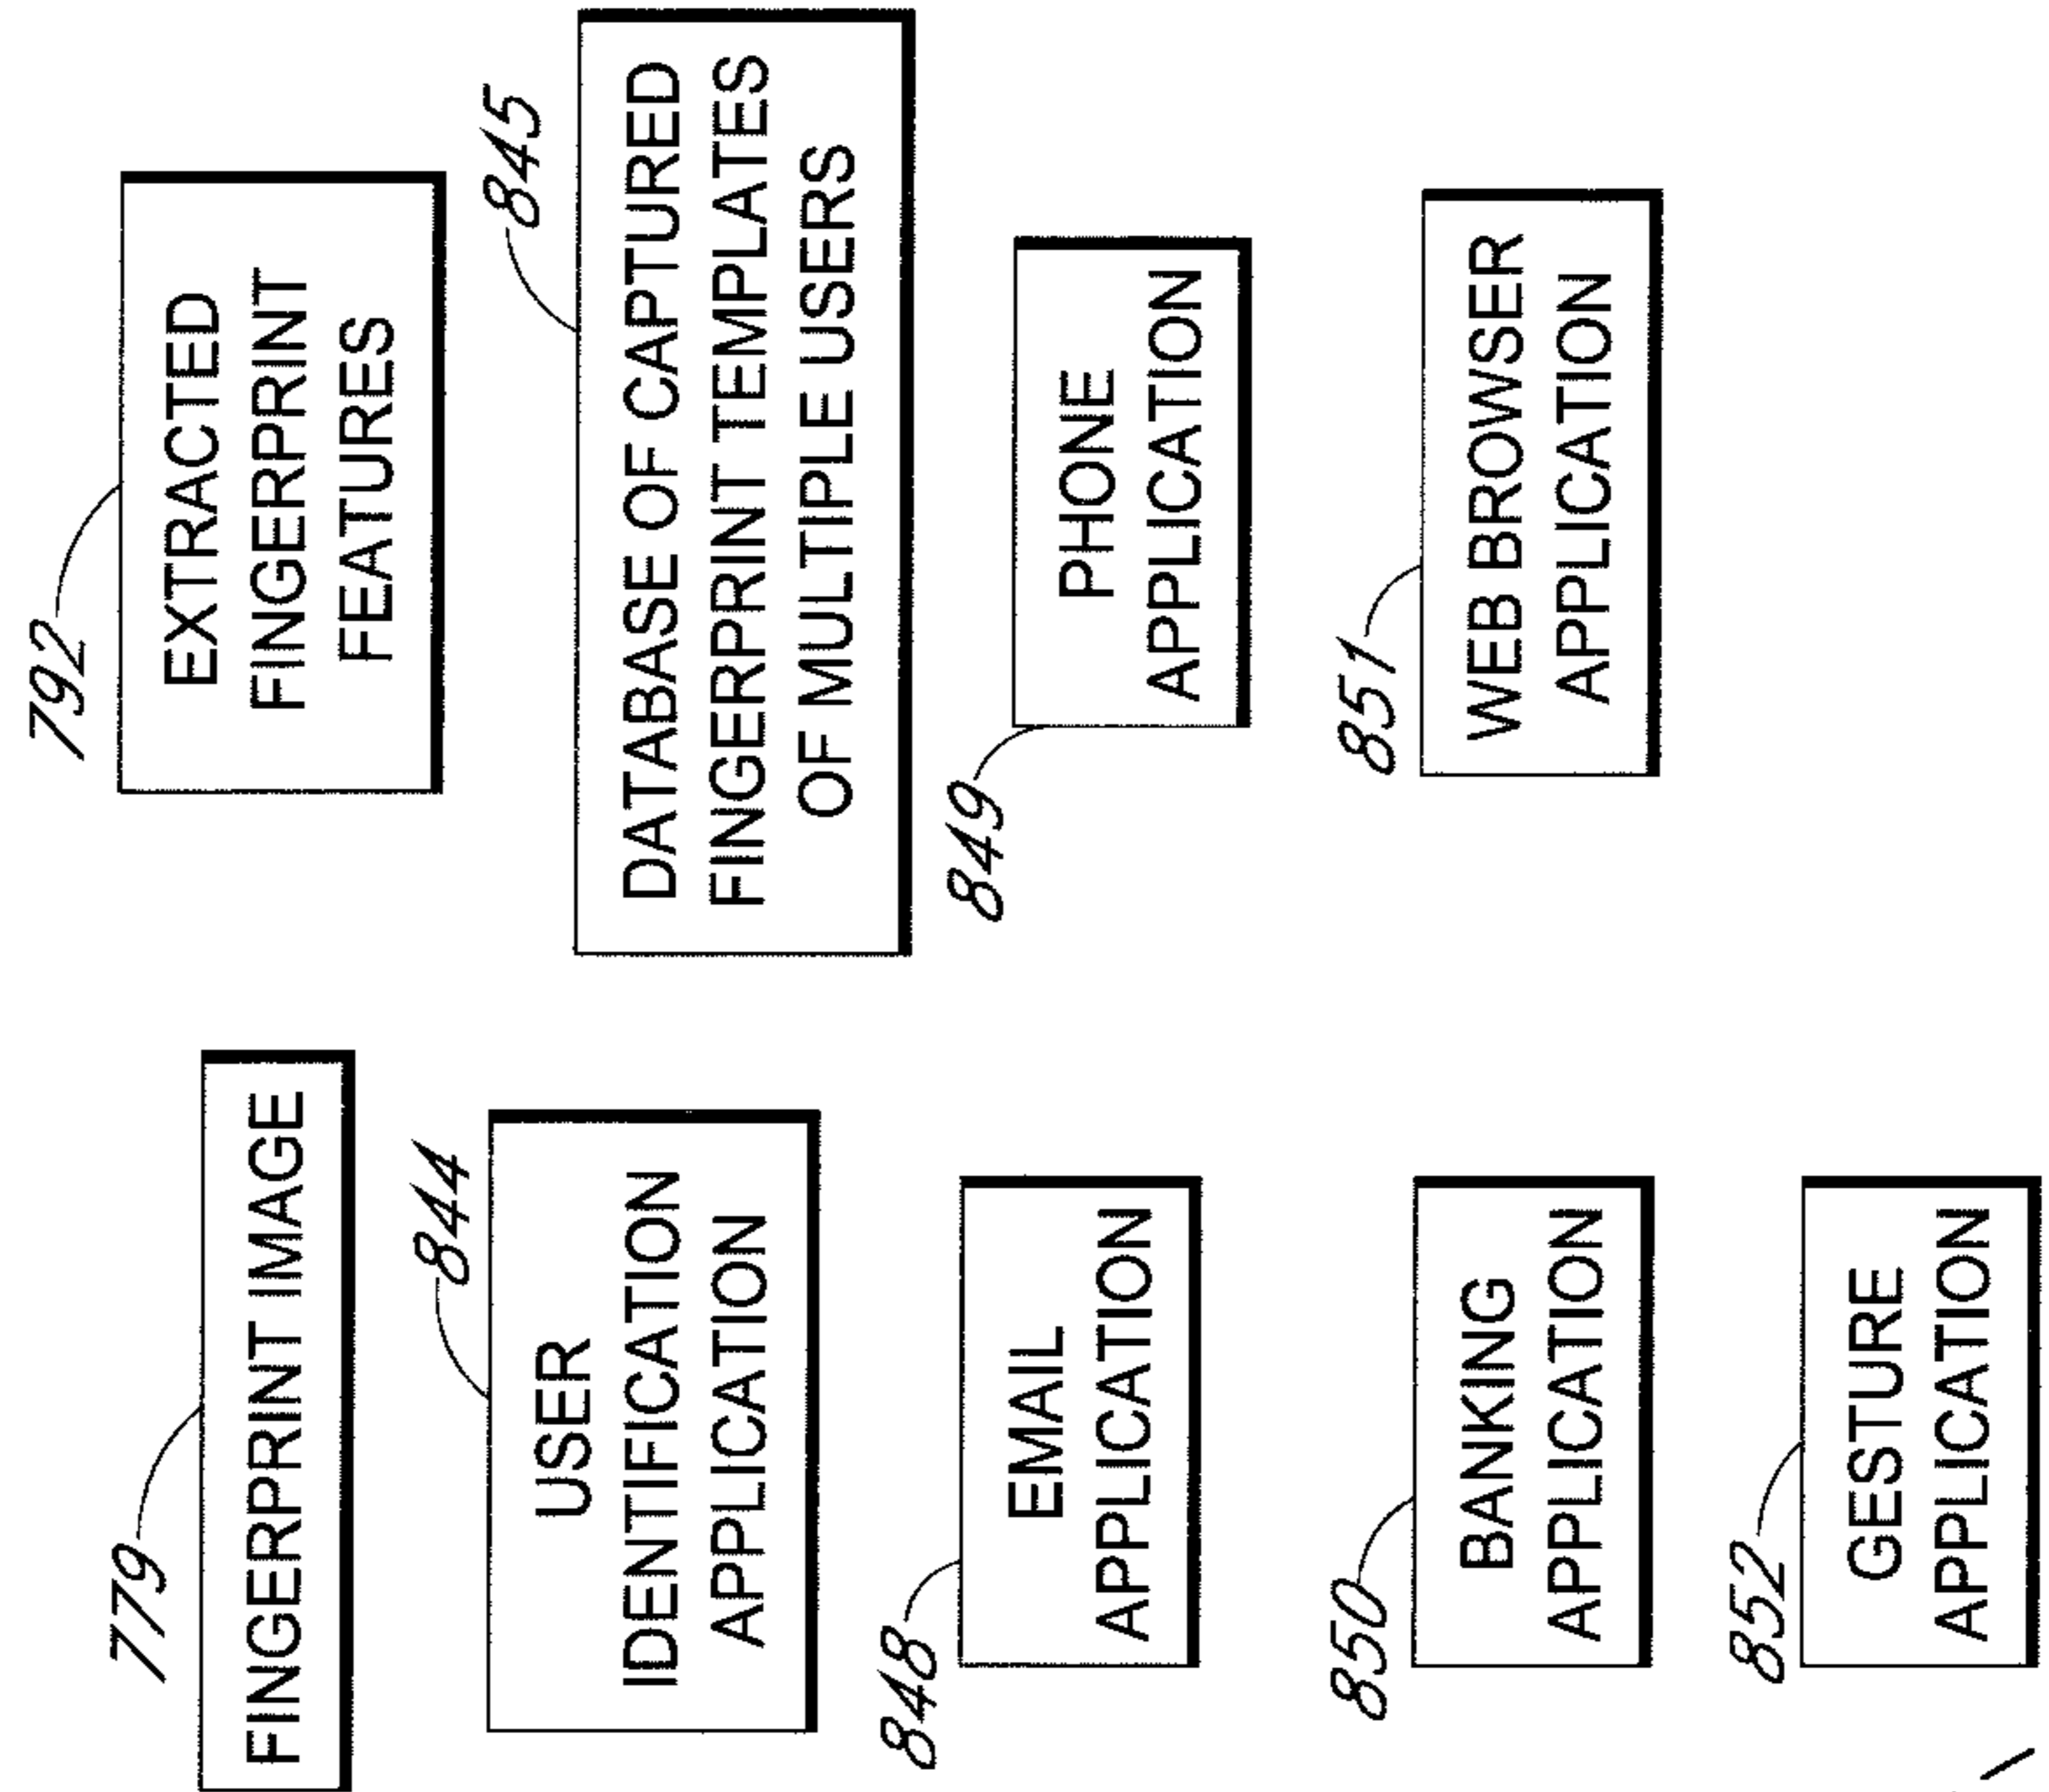 779
FINGERPRINT IMAGE
792
EXTRACTED
FINGERPRINT
FEATURES
844
USER
IDENTIFICATION
APPLICATION
845
DATABASE OF CAPTURED
FINGERPRINT TEMPLATES
OF MULTIPLE USERS
848
EMAIL
APPLICATION
849
PHONE
APPLICATION
850
BANKING
APPLICATION
851
WEB BROWSER
APPLICATION
852
GESTURE
APPLICATION